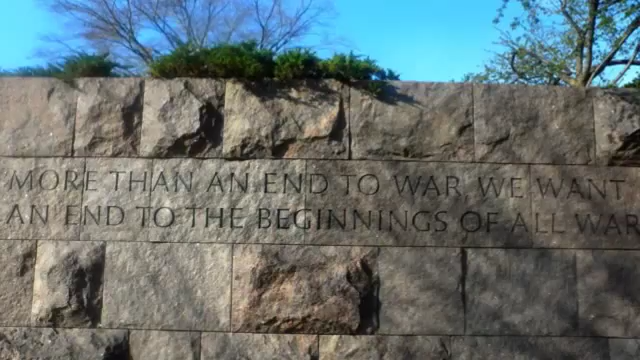 MORE THAN AN END TO WAR WE WANT
AN END TO THE BEGINNINGS OF ALL WAR